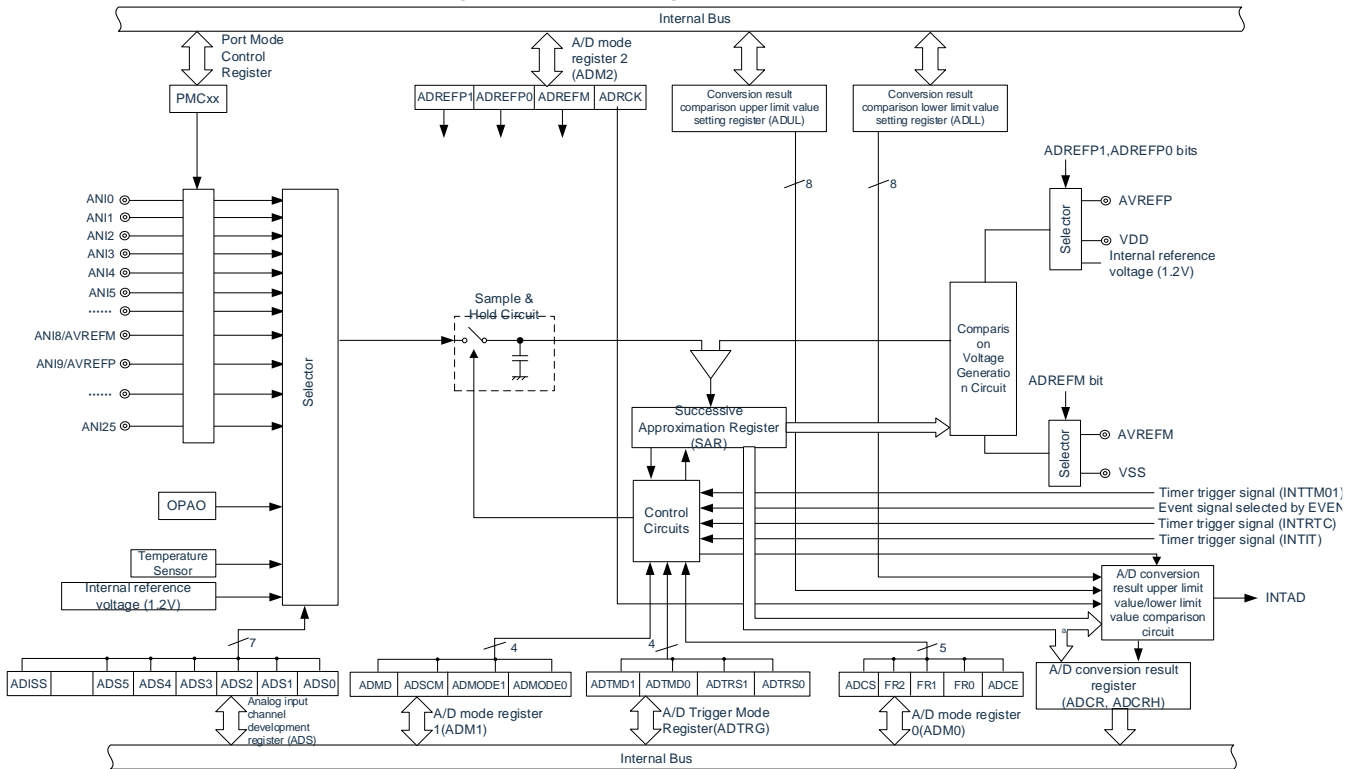 Internal Bus
Port Mode
Control
Register
A/D mode
register 2
(ADM2)
PMCxx
ADREFP1
ADREFP0
ADREFM
ADRCK
Conversion result
comparison upper limit value
setting register (ADUL)
Conversion result
comparison lower limit value
setting register (ADLL)
ADREFP1,ADREFP0 bits
8
8
Selector
AVREFP
VDD
Internal reference
voltage (1.2V)
ANI0
ANI1
ANI2
ANI3
ANI4
ANI5
······
ANI8/AVREFM
ANI9/AVREFP
······
ANI25
Selector
Sample &
Hold Circuit
Comparis
on
Voltage
Generatio
n Circuit
ADREFM bit
Selector
AVREFM
VSS
Successive
Approximation Register
(SAR)
OPAO
Control
Circuits
Timer trigger signal (INTTM01)
Event signal selected by EVEN
Timer trigger signal (INTRTC)
Timer trigger signal (INTIT)
Temperature
Sensor
Internal reference
voltage (1.2V)
A/D conversion
result upper limit
value/lower limit
value comparison
circuit
INTAD
7
4
4
5
ADISS
ADS5
ADS4
ADS3
ADS2
ADS1
ADS0
ADMD
ADSCM
ADMODE1
ADMODE0
ADTMD1
ADTMD0
ADTRS1
ADTRS0
ADCS
FR2
FR1
FR0
ADCE
A/D conversion result
register
(ADCR, ADCRH)
Analog input
channel
development
register (ADS)
A/D mode register
1(ADM1)
A/D Trigger Mode
Register(ADTRG)
A/D mode register
0(ADM0)
Internal Bus